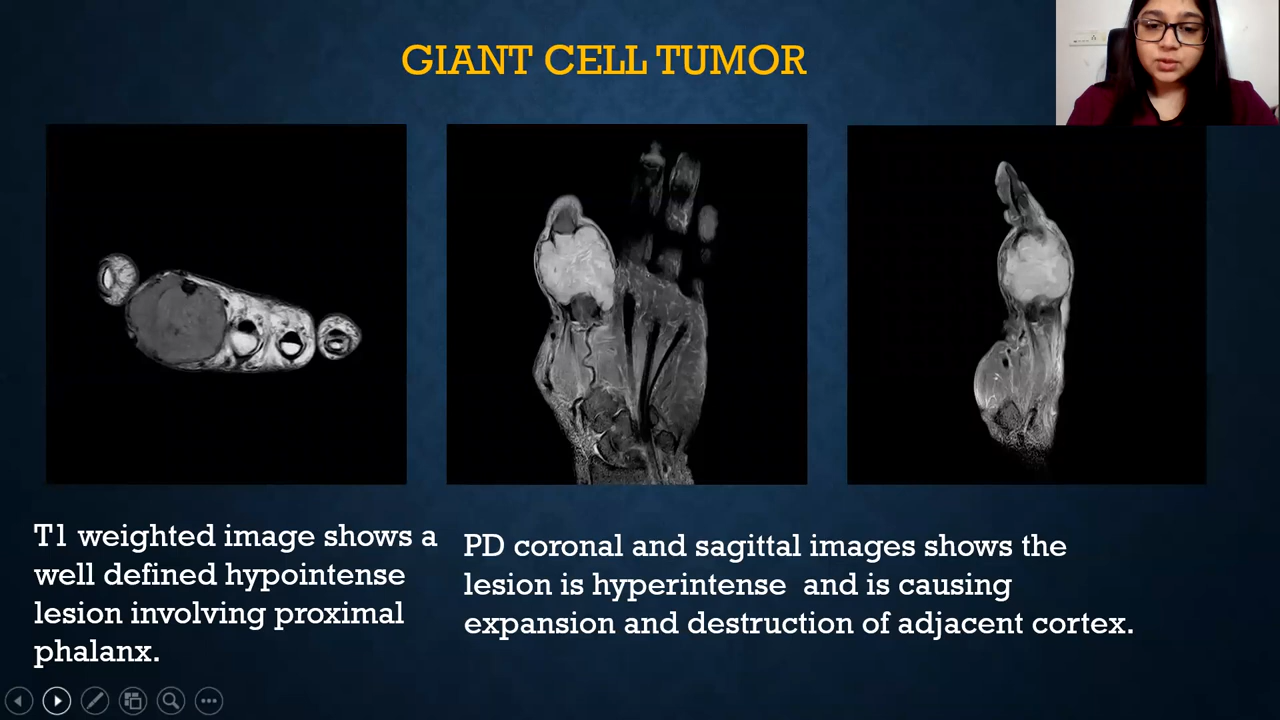 GIANT CELL TUMOR
T1 weighted image shows a
well defined hypointense
lesion involving proximal
phalanx.
PD coronal and sagittal images shows the
lesion is hyperintense and is causing
expansion and destruction of adjacent cortex.